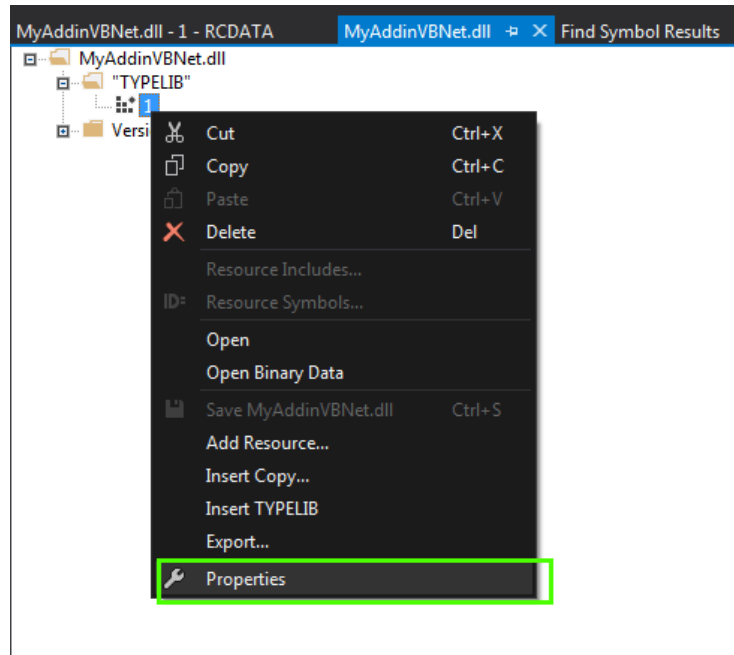 MyAddinVBNet.dll - 1 - RCDATA MyAddinVBNet.dll Find Symbol Results
MyAddinVBNet.dll
"TYPELIB"
1
Versi
Cut Ctrl+X
Copy Ctrl+C
Paste Ctrl+V
Delete Del
Resource Includes...
ID= Resource Symbols...
Open
Open Binary Data
Save MyAddinVBNet.dll Ctrl+S
Add Resource...
Insert Copy...
Insert TYPELIB
Export...
Properties